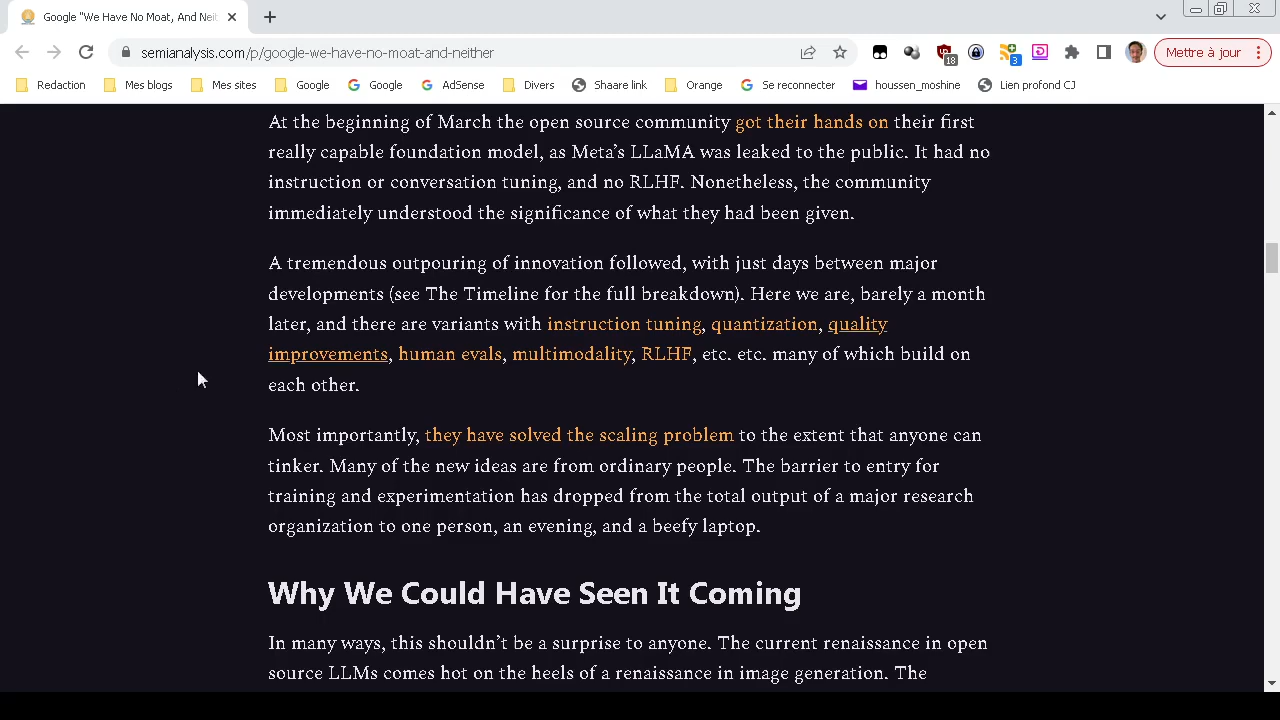 Google "We Have No Moat, And Neit
semianalysis.com/p/google-we-have-no-moat-and-neither
18
3
Mettre à jour
Redaction Mes blogs Mes sites Google Google AdSense Divers Shaare link Orange Se reconnecter houssen_moshine Lien profond CJ
At the beginning of March the open source community got their hands on their first
really capable foundation model, as Meta’s LLaMA was leaked to the public. It had no
instruction or conversation tuning, and no RLHF. Nonetheless, the community
immediately understood the significance of what they had been given.
A tremendous outpouring of innovation followed, with just days between major
developments (see The Timeline for the full breakdown). Here we are, barely a month
later, and there are variants with instruction tuning, quantization, quality
improvements, human evals, multimodality, RLHF, etc. etc. many of which build on
each other.
Most importantly, they have solved the scaling problem to the extent that anyone can
tinker. Many of the new ideas are from ordinary people. The barrier to entry for
training and experimentation has dropped from the total output of a major research
organization to one person, an evening, and a beefy laptop.
Why We Could Have Seen It Coming
In many ways, this shouldn’t be a surprise to anyone. The current renaissance in open
source LLMs comes hot on the heels of a renaissance in image generation. The